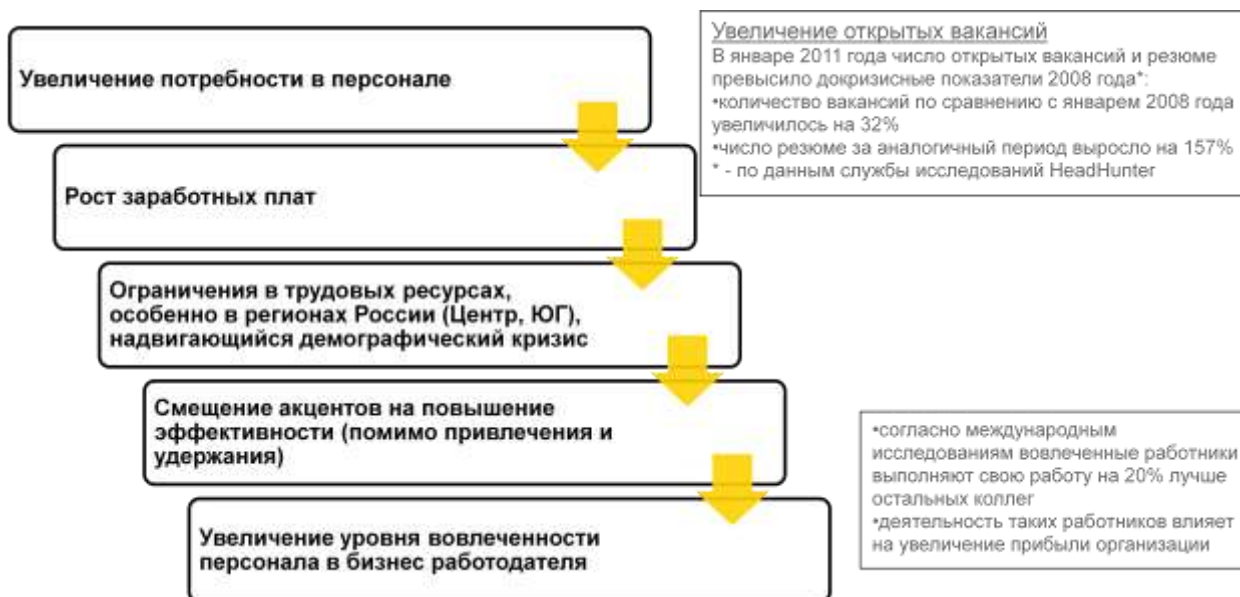 Увеличение потребности в персонале
Рост заработных плат
Ограничения в трудовых ресурсах,
особенно в регионах России (Центр, ЮГ),
надвигающийся демографический кризис
Смещение акцентов на повышение
эффективности (помимо привлечения и
удержания)
Увеличение уровня вовлеченности
персонала в бизнес работодателя
Увеличение открытых вакансий
В январе 2011 года число открытых вакансий и резюме
превысило докризисные показатели 2008 года*:
•количество вакансий по сравнению с январем 2008 года
увеличилось на 32%
•число резюме за аналогичный период выросло на 157%
* - по данным службы исследований HeadHunter
•согласно международным
исследованиям вовлеченные работники
выполняют свою работу на 20% лучше
остальных коллег
•деятельность таких работников влияет
на увеличение прибыли организации